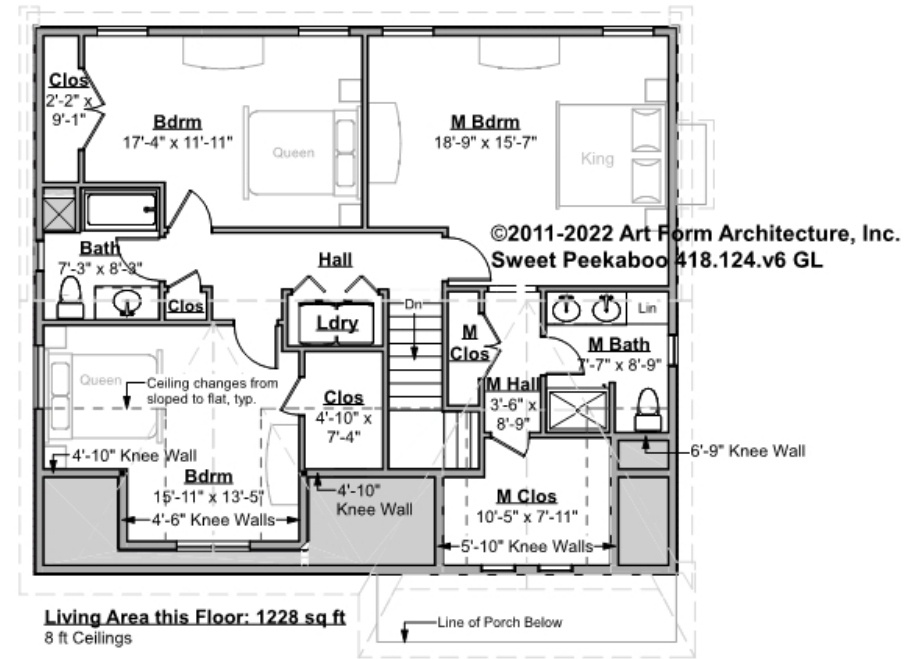 Clos
2'-2" x
9'-1"
Bdrm
17'-4" x 11'-11"
Queen
M Bdrm
18'-9" x 15'-7"
King
©2011-2022 Art Form Architecture, Inc.
Sweet Peekaboo 418.124.v6 GL
Bath
7'-3" x 8'-3"
Hall
Clos
Ldry
Dn
M
Clos
Lin
M Bath
7'-7" x 8'-9"
M Hall
3'-6" x
8'-9"
Queen
Ceiling changes from
sloped to flat, typ.
Clos
4'-10" x
7'-4"
4'-10" Knee Wall
Bdrm
15'-11" x 13'-5"
4'-6" Knee Walls
4'-10"
Knee Wall
6'-9" Knee Wall
M Clos
10'-5" x 7'-11"
5'-10" Knee Walls
Living Area this Floor: 1228 sq ft
8 ft Ceilings
Line of Porch Below